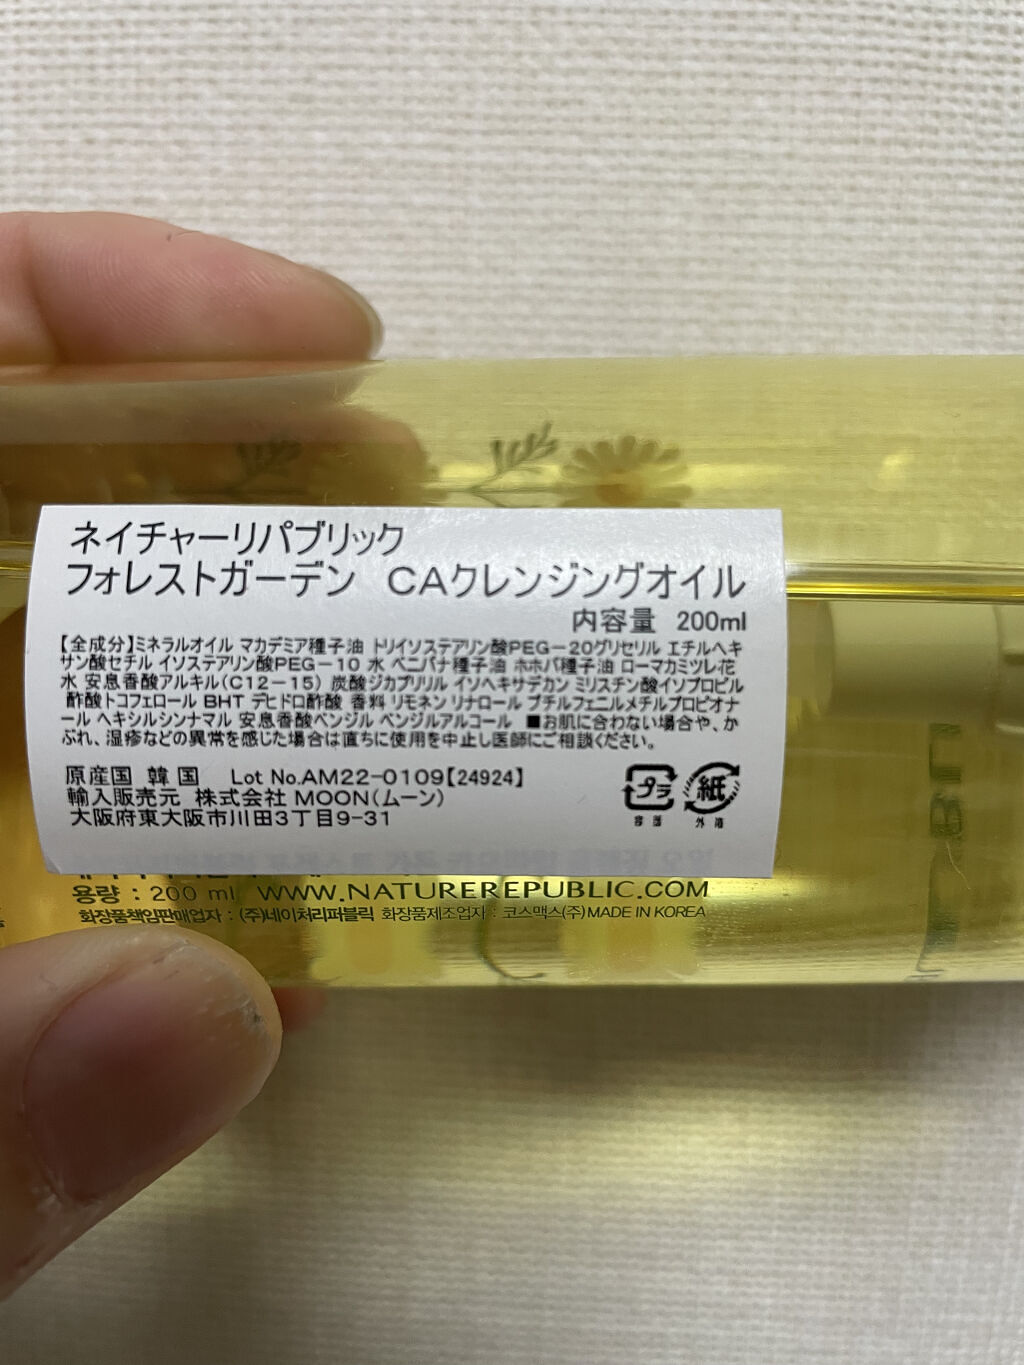 ネイチャーリパブリック
フォレストガーデン CAクレンジングオイル
内容量 200ml
【全成分】ミネラルオイル マカデミア種子油 トリイソステアリン酸PEG-20グリセリル エチルヘキ
サン酸セチル イソステアリン酸PEG-10 水 ベニバナ種子油 ホホバ種子油 ローマカミツレ花
水 安息香酸アルキル(C12-15) 炭酸ジカプリリル イソヘキサデカン ミリスチン酸イソプロピル
酢酸トコフェロール BHT デヒドロ酢酸 香料 リモネン リナロール ブチルフェニルメチルプロピオナ
ール ヘキシルシンナマル 安息香酸ベンジル ベンジルアルコール ■お肌に合わない場合や、か
ぶれ、湿疹などの異常を感じた場合は直ちに使用を中止し医師にご相談ください。
原産国 韓国 Lot No.AM22-0109【24924】
輸入販売元 株式会社 MOON(ムーン)
大阪府東大阪市川田3丁目9-31
プラ
容器
紙
外箱
용량 : 200 ml WWW.NATUREREPUBLIC.COM
화장품책임판매업자 : (주)네이처리퍼블릭 화장품제조업자 : 코스맥스(주) MADE IN KOREA